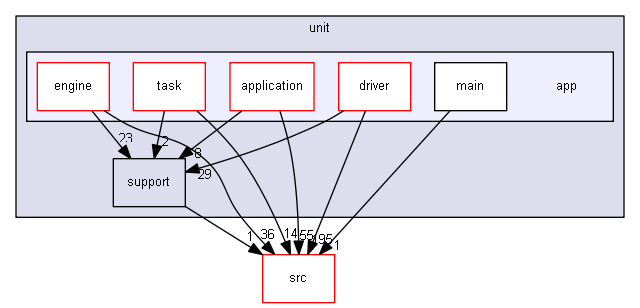 unit
engine
task
application
driver
main
app
23
2
8
29
support
1
36
14
55
195
1
src